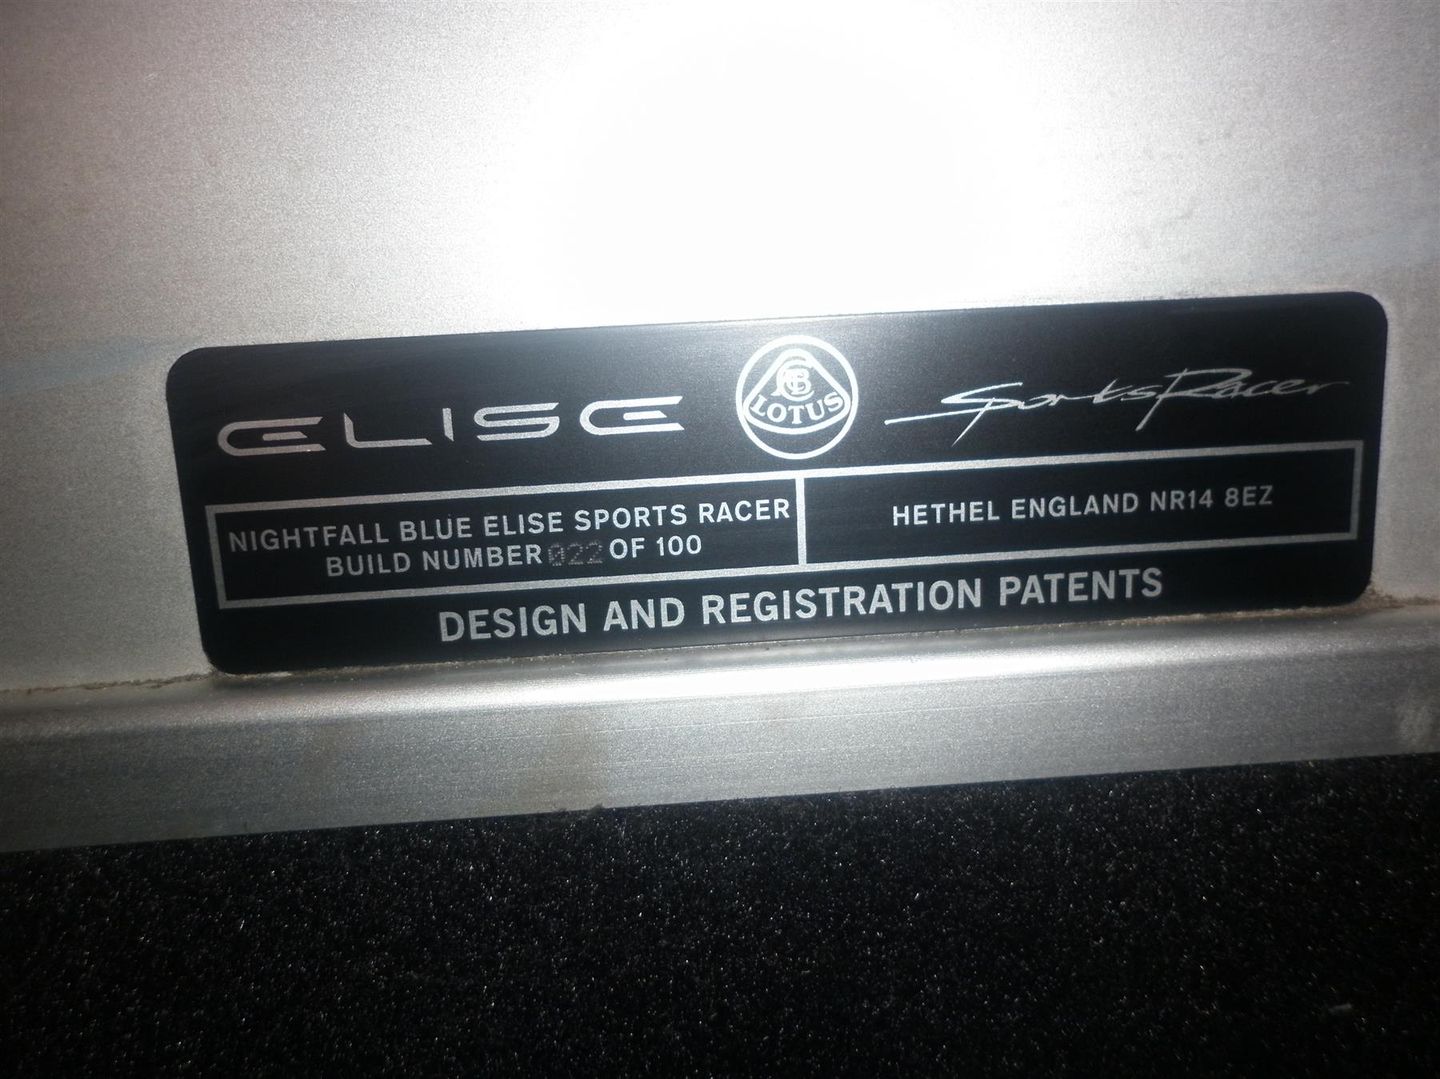 ELISE LOTUS SportsRacer
NIGHTFALL BLUE ELISE SPORTS RACER
BUILD NUMBER 022 OF 100
HETHEL ENGLAND NR14 8EZ
DESIGN AND REGISTRATION PATENTS